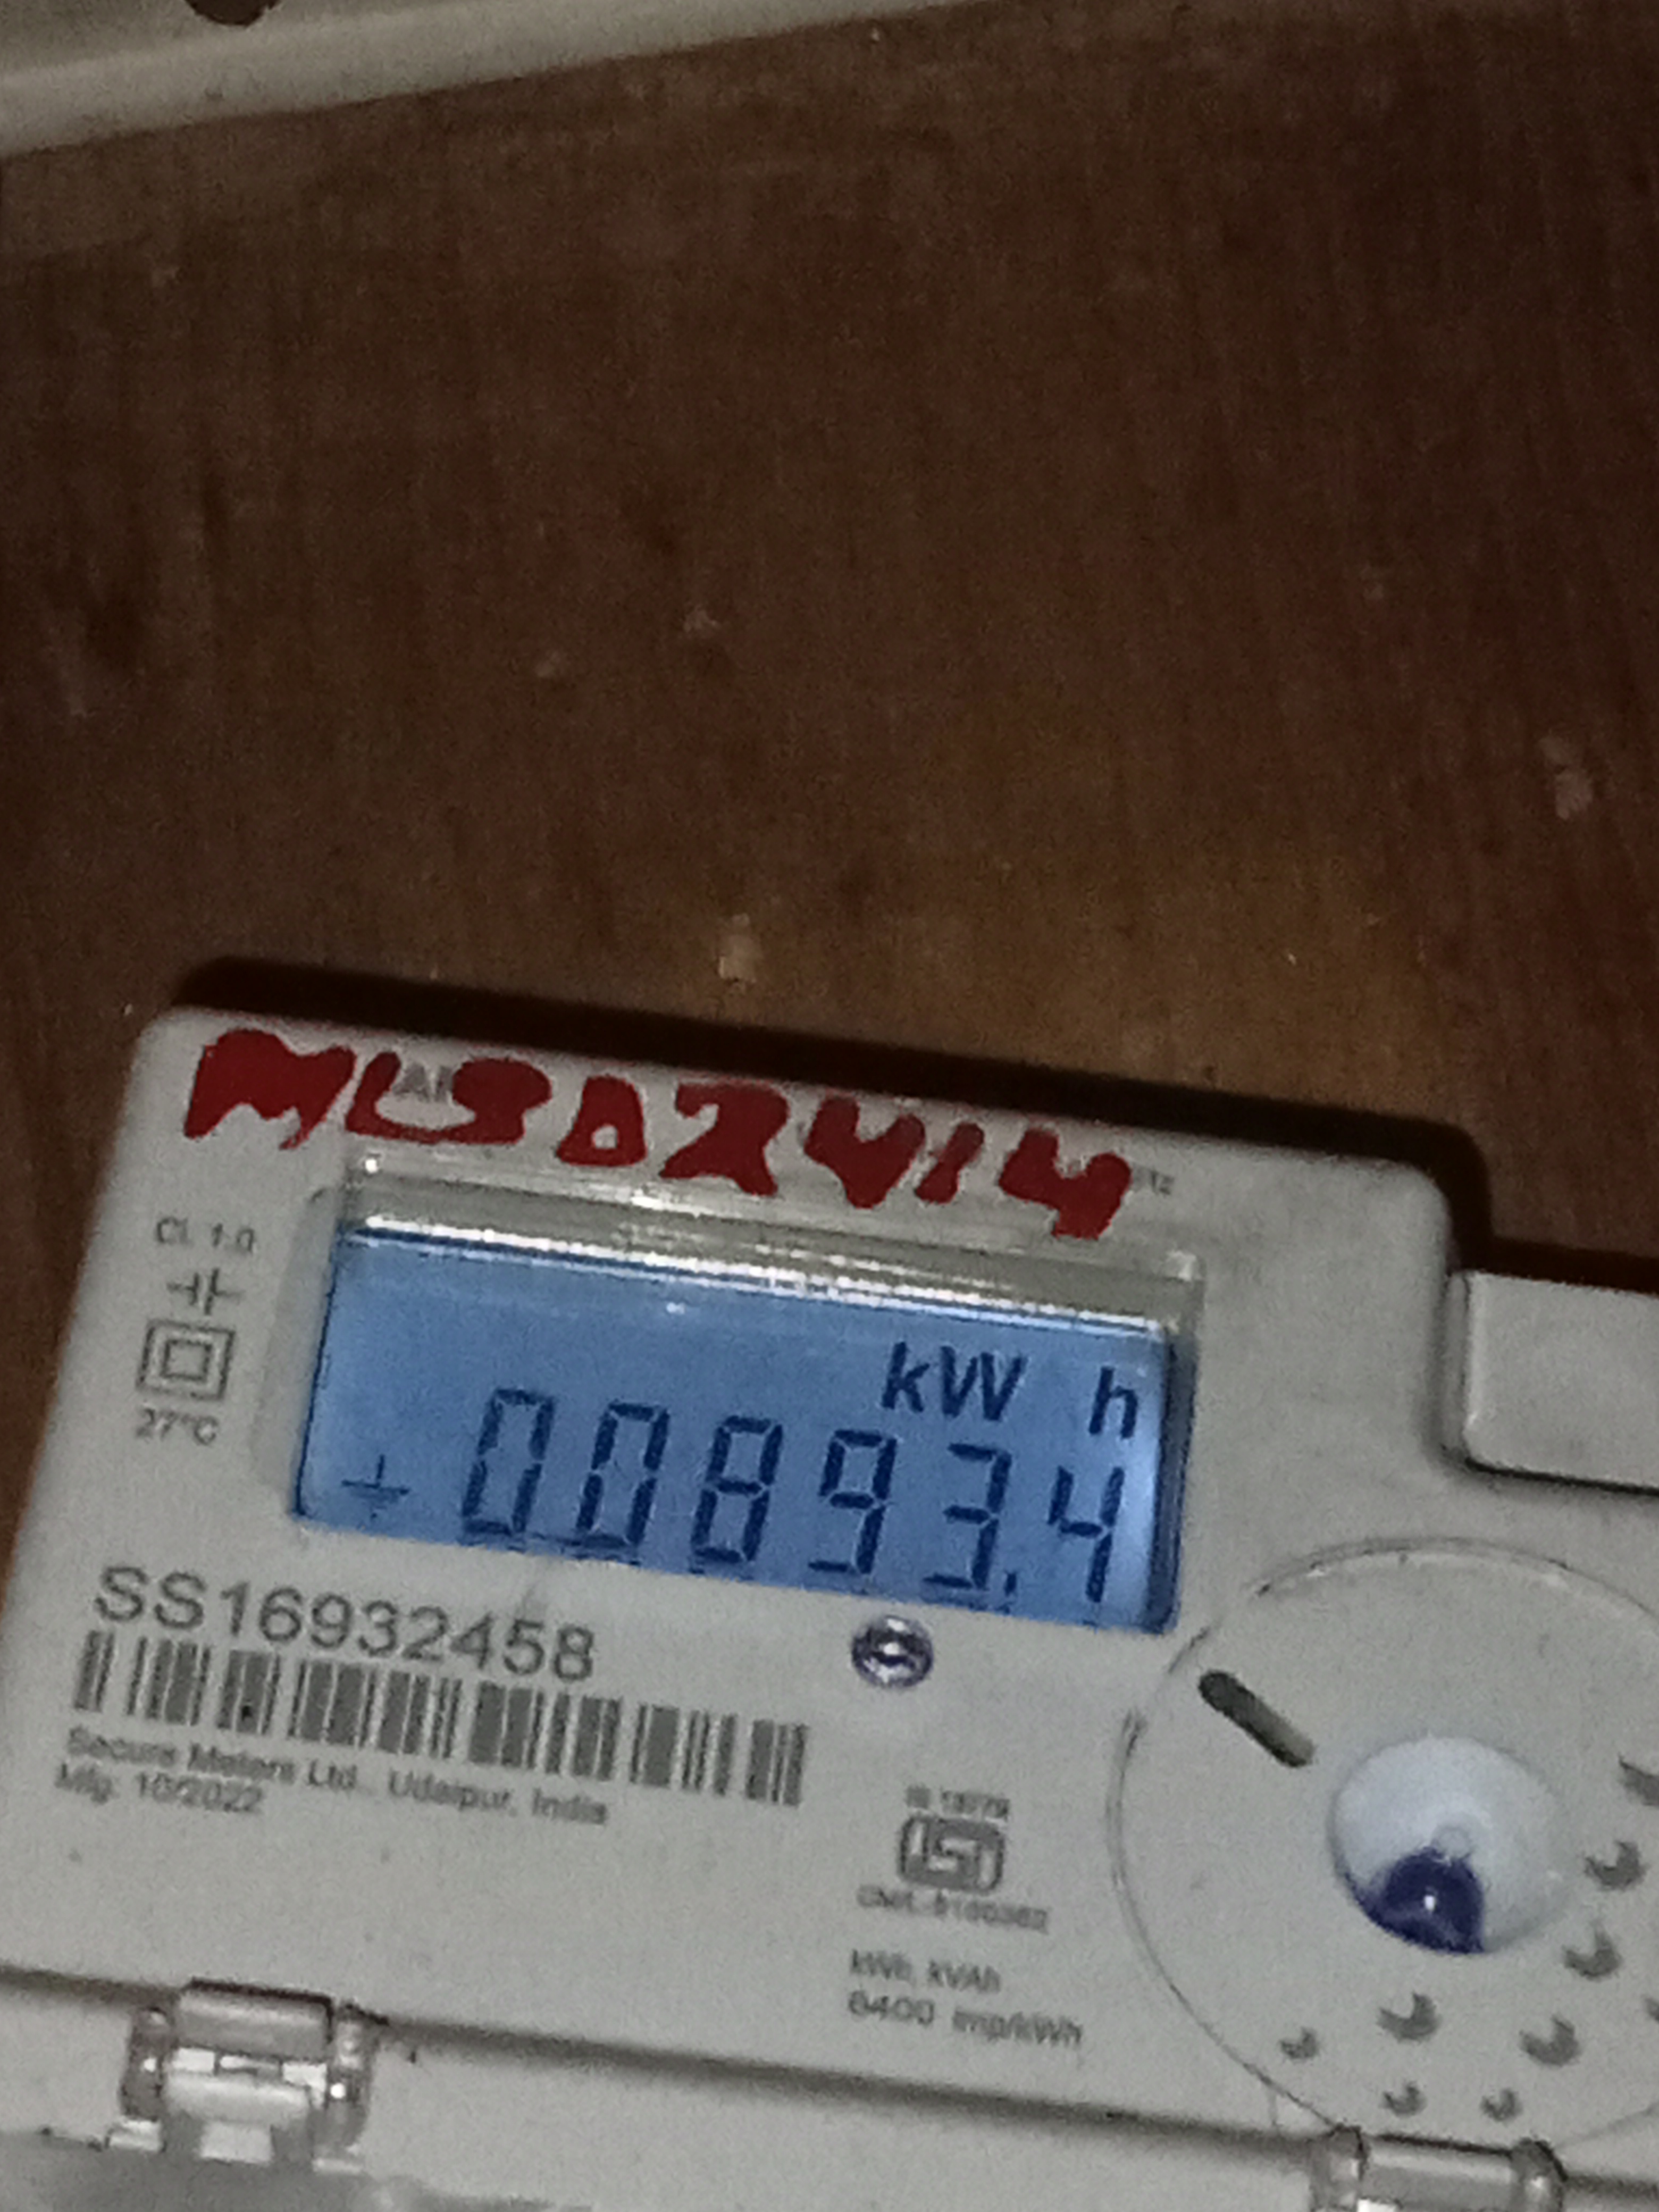 MLSD2414
Cl. 1.0
27°C
kW h
00893.4
SS16932458
Secure Meters Ltd., Udaipur, India
Mfg. 10/2022
kWh, kVAh
6400 imp/kWh